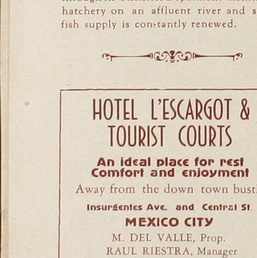 hatchery on an affluent river and s
fish supply is constantly renewed.
HOTEL L'ESCARGOT &
TOURIST COURTS
An ideal place for rest
Comfort and enjoyment
Away from the down town bust
Insurgentes Ave. and Central St.
MEXICO CITY
M. DEL VALLE, Prop.
RAUL RIESTRA, Manager